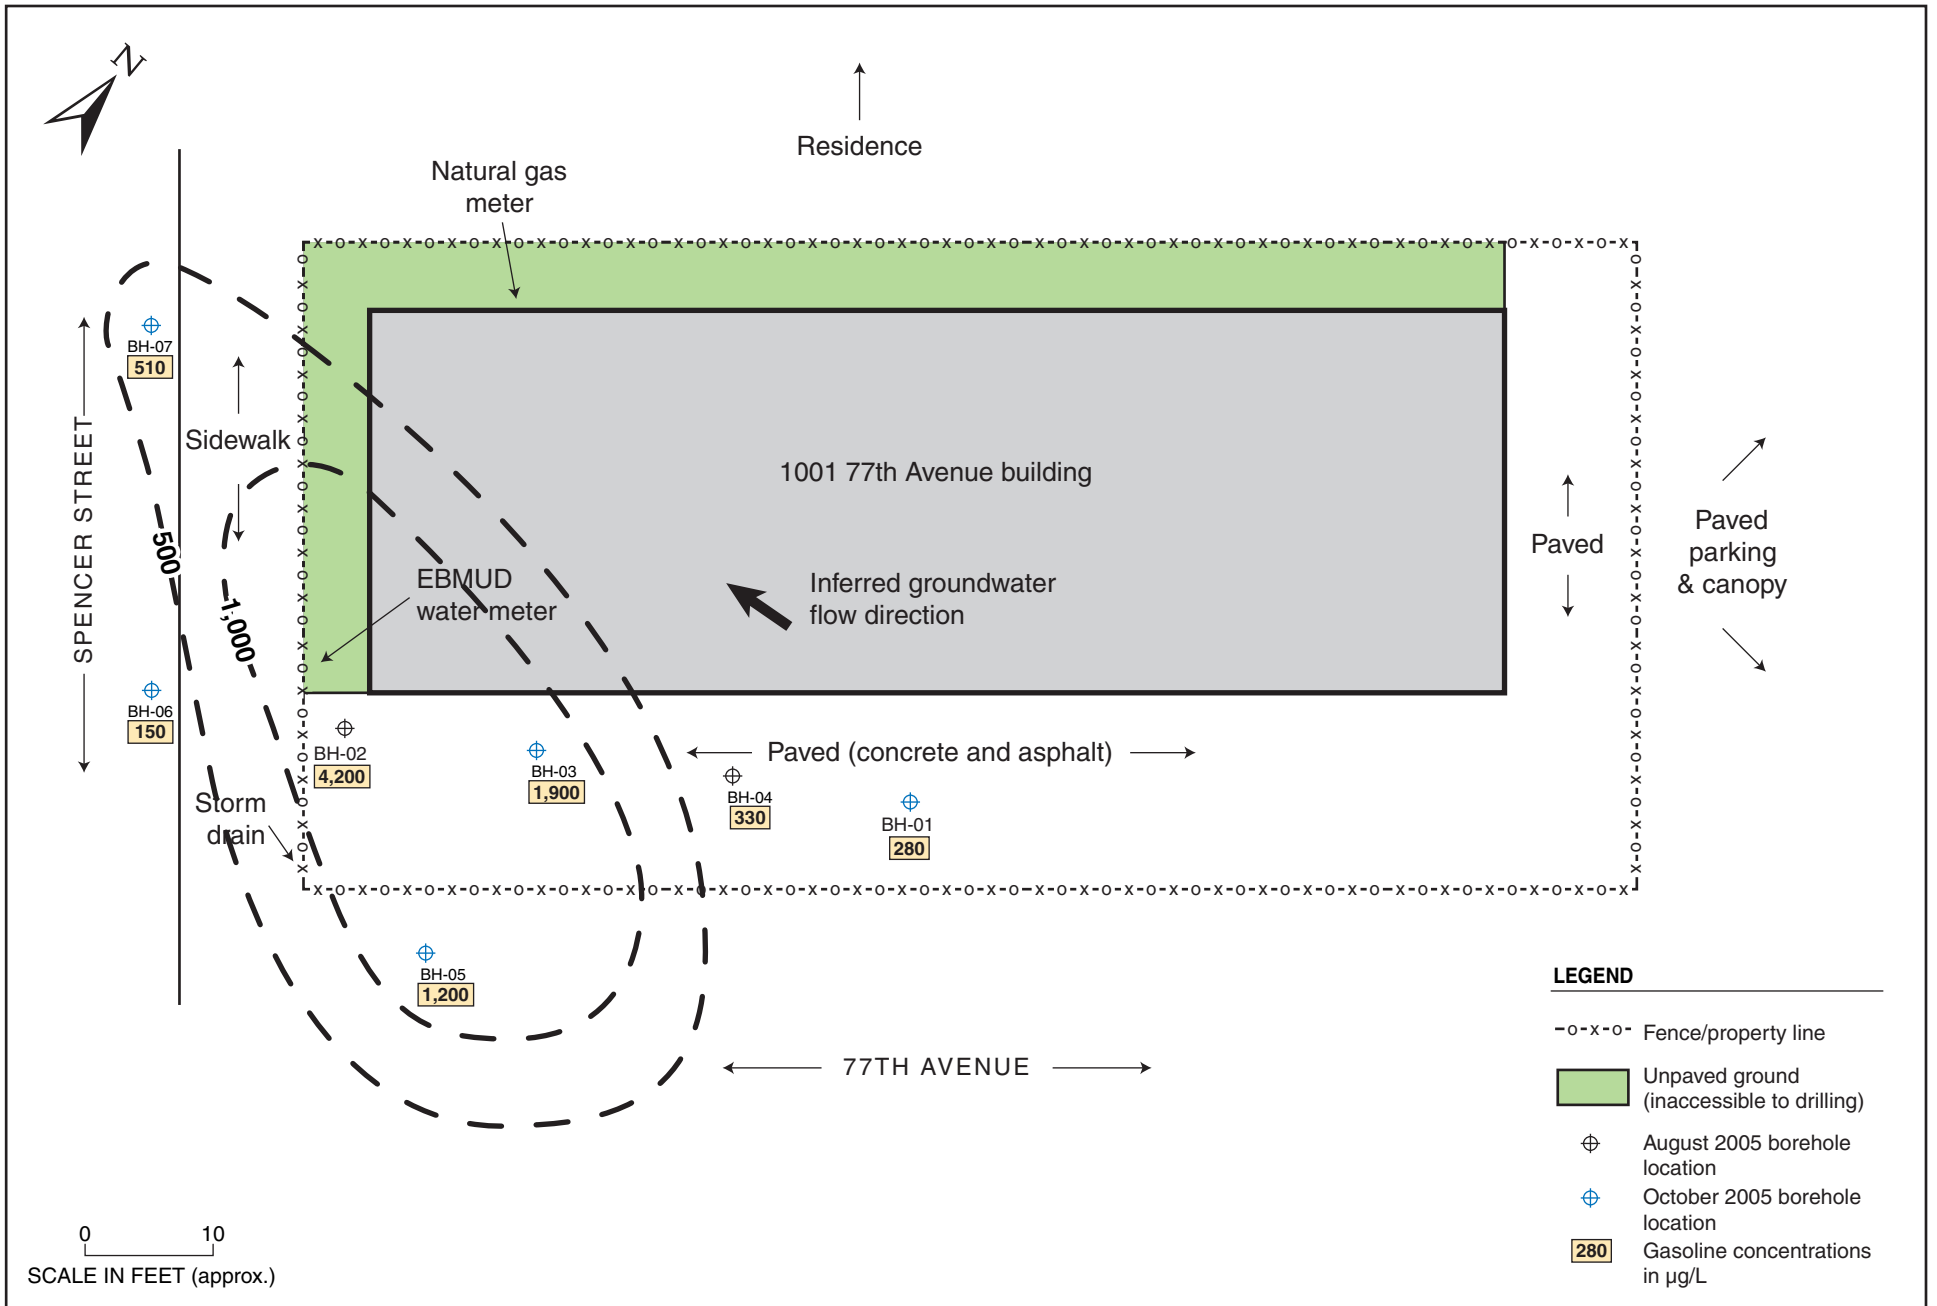 N
Residence
Natural gas
meter
BH-07
510
Sidewalk
SPENCER STREET
500
1,000
1001 77th Avenue building
EBMUD
water meter
Inferred groundwater
flow direction
Paved
Paved
parking
& canopy
BH-06
150
BH-02
4,200
BH-03
1,900
Paved (concrete and asphalt)
BH-04
330
BH-01
280
Storm
drain
BH-05
1,200
77TH AVENUE
LEGEND
Fence/property line
Unpaved ground
(inaccessible to drilling)
August 2005 borehole
location
October 2005 borehole
location
280
Gasoline concentrations
in µg/L
0 10
SCALE IN FEET (approx.)